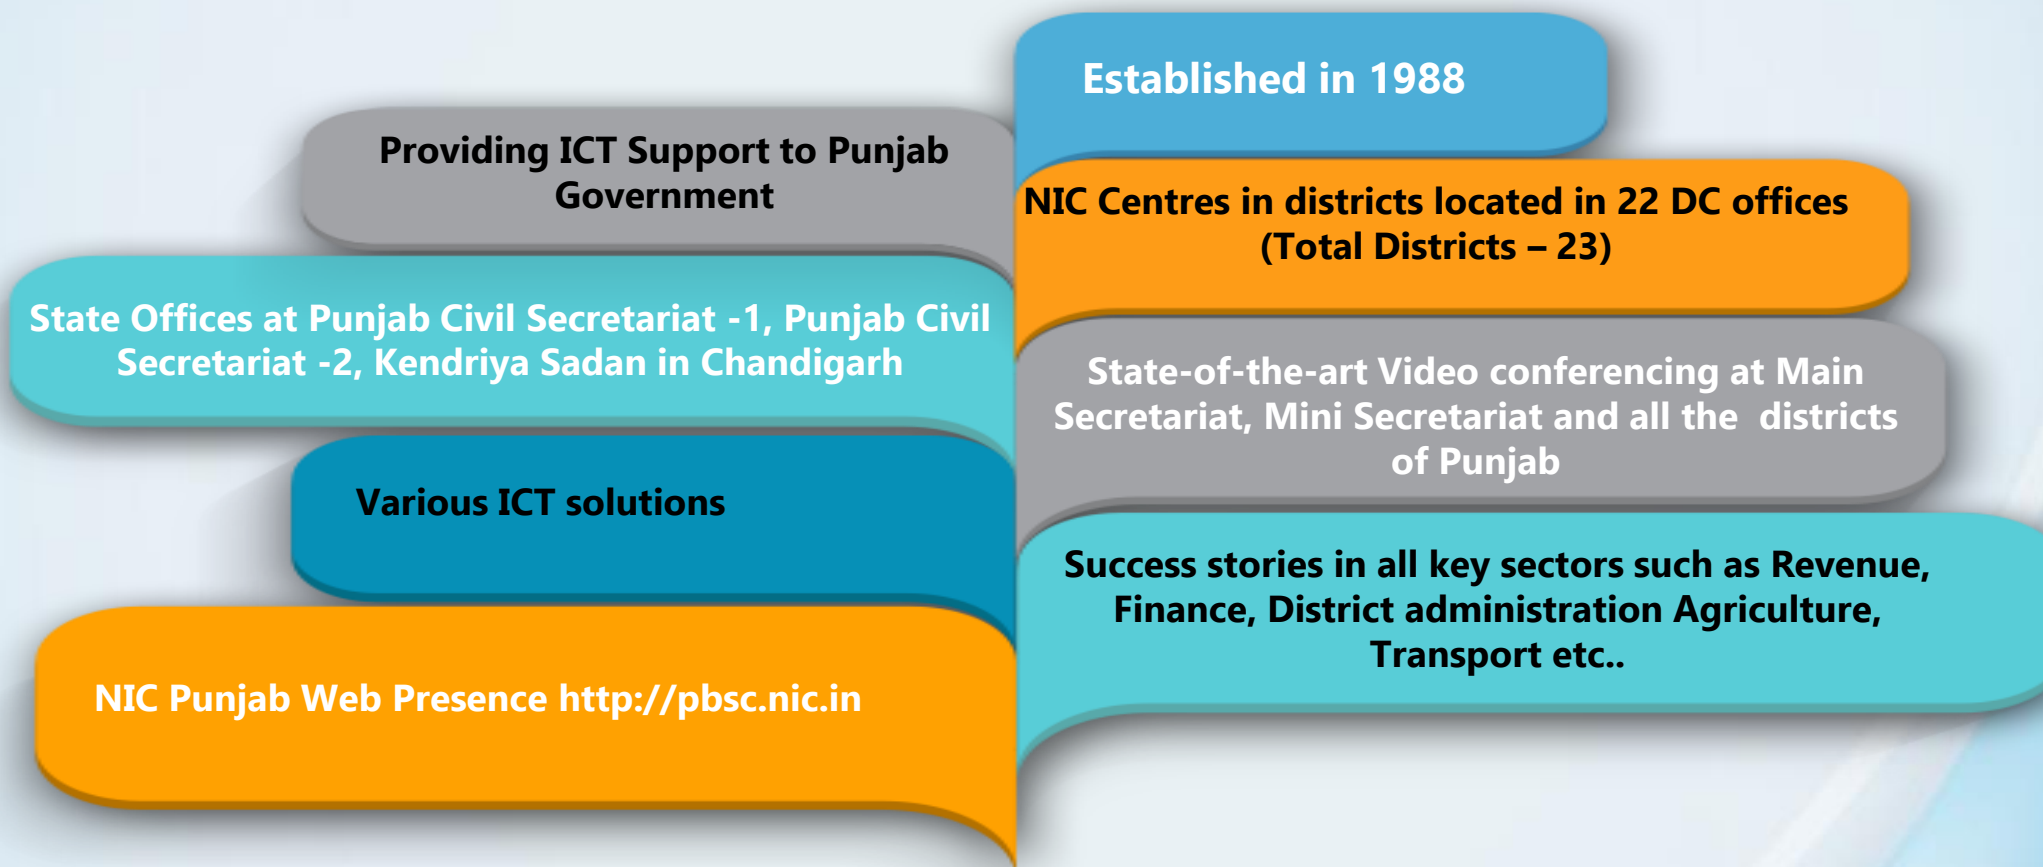 Established in 1988
Providing ICT Support to Punjab
Government
NIC Centres in districts located in 22 DC offices
(Total Districts – 23)
State Offices at Punjab Civil Secretariat -1, Punjab Civil
Secretariat -2, Kendriya Sadan in Chandigarh
State-of-the-art Video conferencing at Main
Secretariat, Mini Secretariat and all the  districts
of Punjab
Various ICT solutions
Success stories in all key sectors such as Revenue,
Finance, District administration Agriculture,
Transport etc..
NIC Punjab Web Presence http://pbsc.nic.in